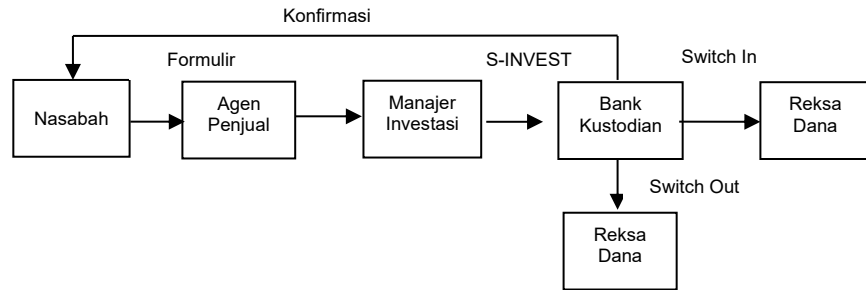 Konfirmasi
Formulir
S-INVEST
Switch In
Nasabah
Agen
Penjual
Manajer
Investasi
Bank
Kustodian
Reksa
Dana
Switch Out
Reksa
Dana